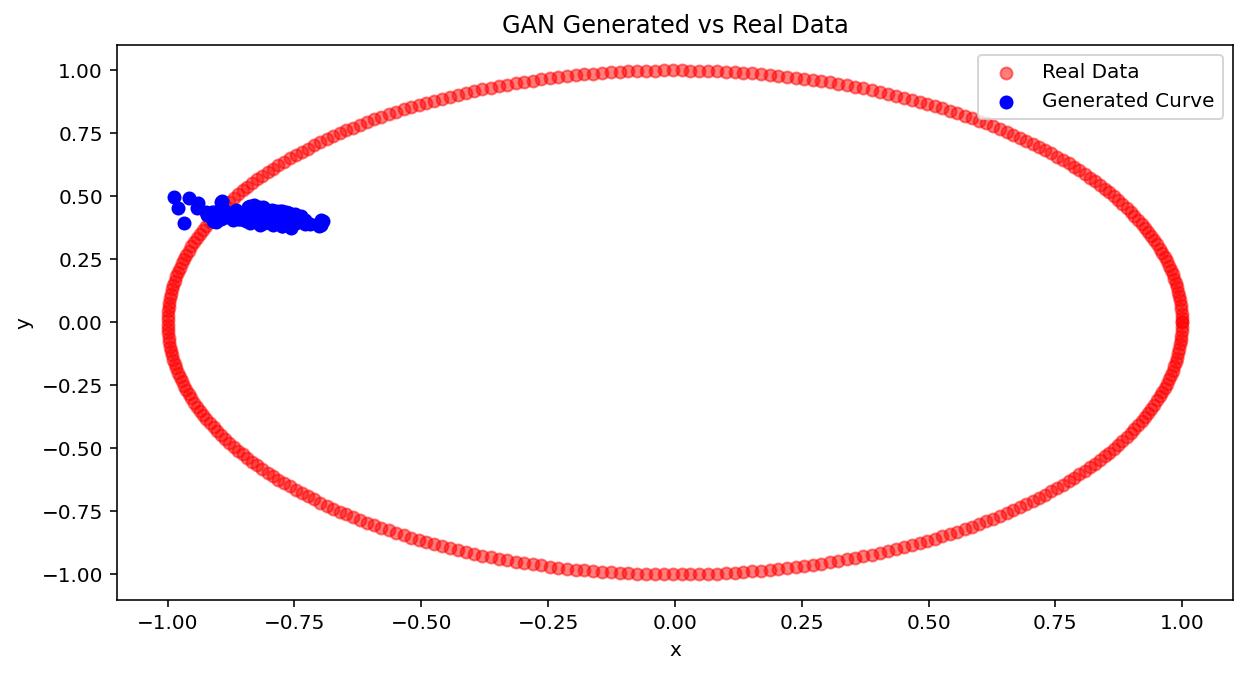 GAN Generated vs Real Data
Real Data
Generated Curve
1.00
0.75
0.50
0.25
0.00
−0.25
−0.50
−0.75
−1.00
y
−1.00 −0.75 −0.50 −0.25 0.00 0.25 0.50 0.75 1.00
x